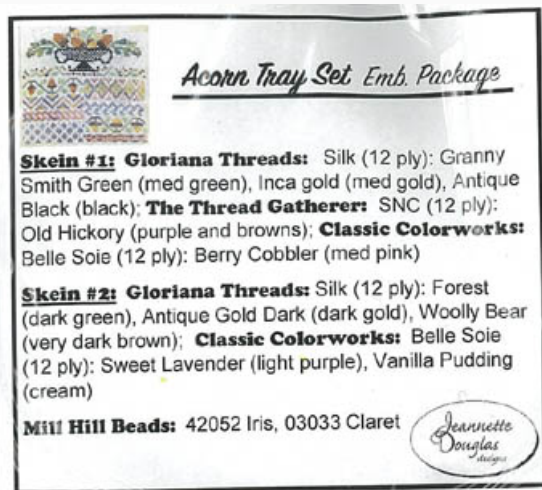 Acorn Tray Set Emb. Package
Skein #1: Gloriana Threads: Silk (12 ply): Granny
Smith Green (med green), Inca gold (med gold), Antique
Black (black); The Thread Gatherer: SNC (12 ply):
Old Hickory (purple and browns); Classic Colorworks:
Belle Soie (12 ply): Berry Cobbler (med pink)
Skein #2: Gloriana Threads: Silk (12 ply): Forest
(dark green), Antique Gold Dark (dark gold), Woolly Bear
(very dark brown); Classic Colorworks: Belle Soie
(12 ply): Sweet Lavender (light purple), Vanilla Pudding
(cream)
Mill Hill Beads: 42052 Iris, 03033 Claret
Jeannette
Douglas
designs